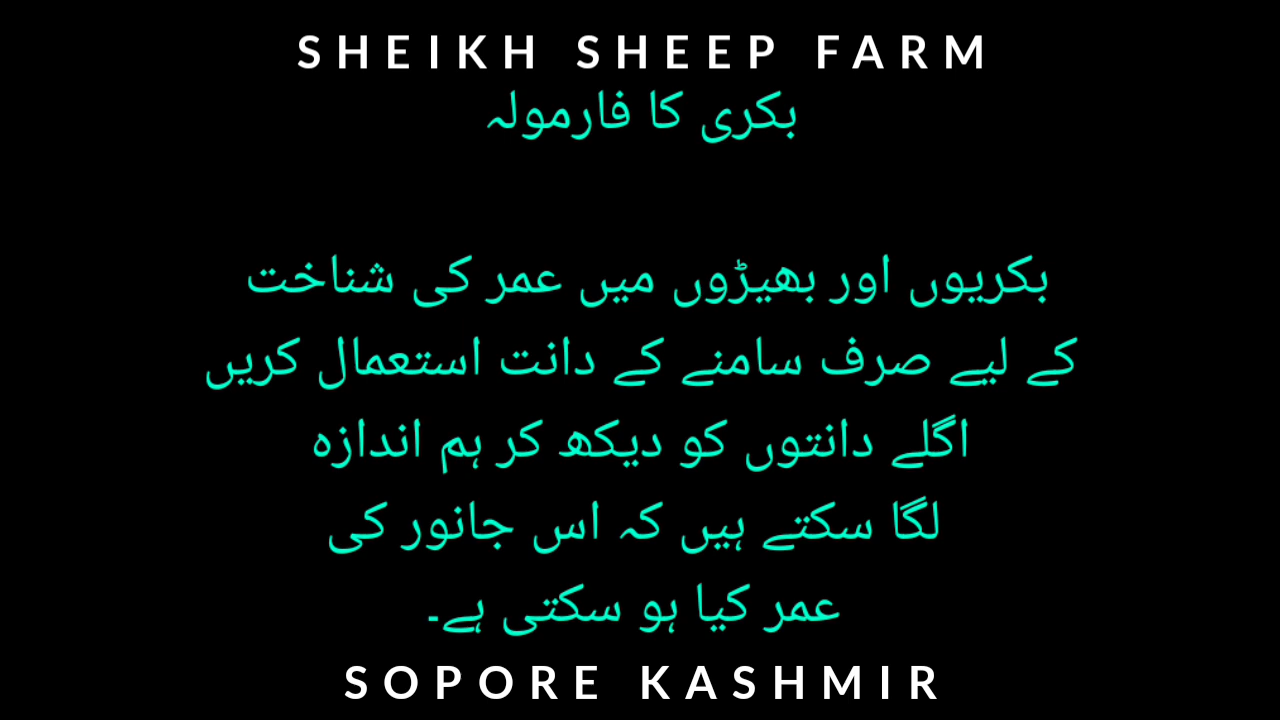 SHEIKH SHEEP FARM
بکری کا فارمولہ
بکریوں اور بھیڑوں میں عمر کی شناخت
کے لیے صرف سامنے کے دانت استعمال کریں
اگلے دانتوں کو دیکھ کر ہم اندازہ
لگا سکتے ہیں کہ اس جانور کی
عمر کیا ہو سکتی ہے۔
SOPORE KASHMIR